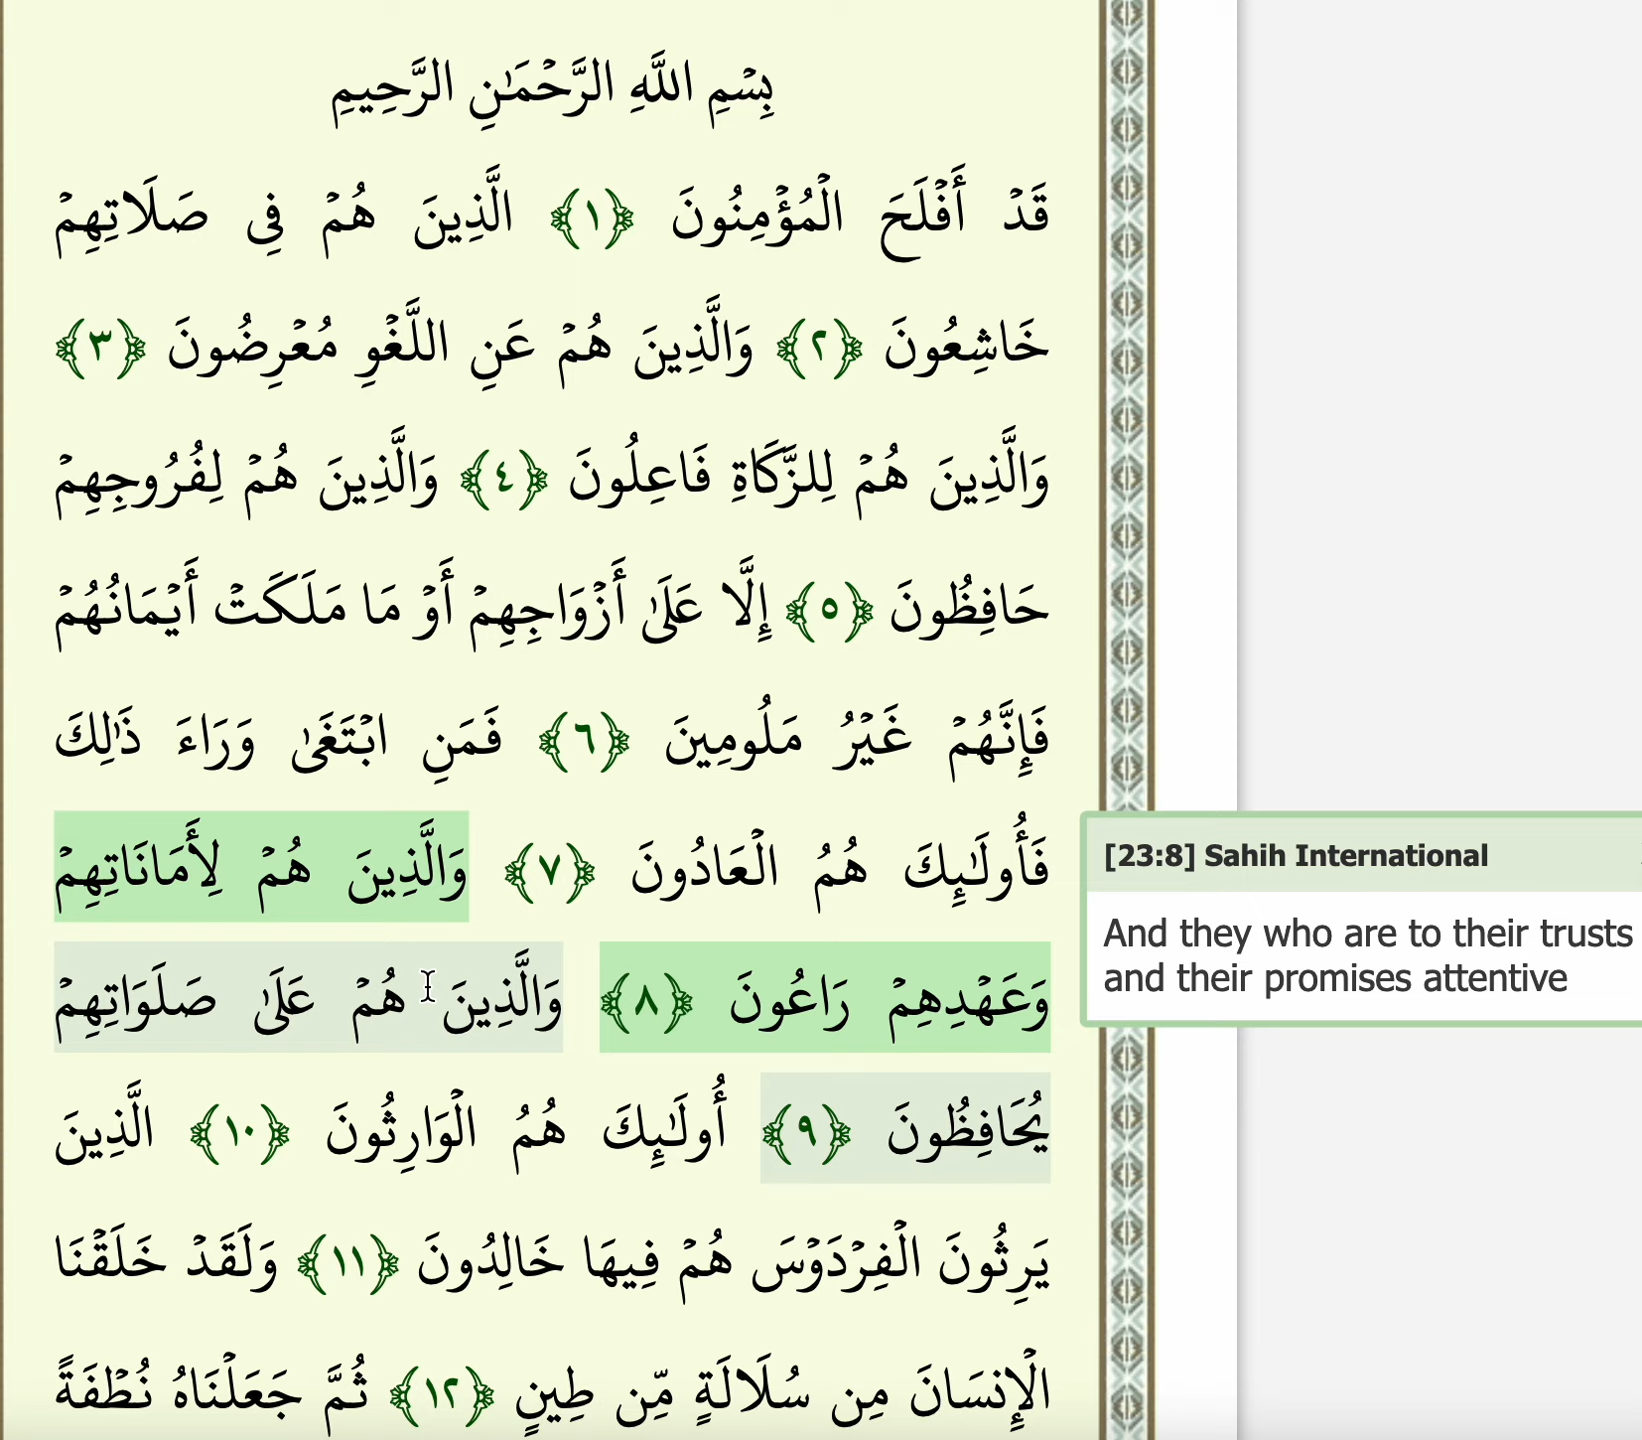 بِسْمِ اللَّهِ الرَّحْمَٰنِ الرَّحِيمِ
قَدْ أَفْلَحَ الْمُؤْمِنُونَ ﴿١﴾ الَّذِينَ هُمْ فِي صَلَاتِهِمْ
خَاشِعُونَ ﴿٢﴾ وَالَّذِينَ هُمْ عَنِ اللَّغْوِ مُعْرِضُونَ ﴿٣﴾
وَالَّذِينَ هُمْ لِلزَّكَاةِ فَاعِلُونَ ﴿٤﴾ وَالَّذِينَ هُمْ لِفُرُوجِهِمْ
حَافِظُونَ ﴿٥﴾ إِلَّا عَلَىٰ أَزْوَاجِهِمْ أَوْ مَا مَلَكَتْ أَيْمَانُهُمْ
فَإِنَّهُمْ غَيْرُ مَلُومِينَ ﴿٦﴾ فَمَنِ ابْتَغَىٰ وَرَاءَ ذَٰلِكَ
فَأُولَٰئِكَ هُمُ الْعَادُونَ ﴿٧﴾ وَالَّذِينَ هُمْ لِأَمَانَاتِهِمْ
وَعَهْدِهِمْ رَاعُونَ ﴿٨﴾ وَالَّذِينَ هُمْ عَلَىٰ صَلَوَاتِهِمْ
يُحَافِظُونَ ﴿٩﴾ أُولَٰئِكَ هُمُ الْوَارِثُونَ ﴿١٠﴾ الَّذِينَ
يَرِثُونَ الْفِرْدَوْسَ هُمْ فِيهَا خَالِدُونَ ﴿١١﴾ وَلَقَدْ خَلَقْنَا
الْإِنسَانَ مِن سُلَالَةٍ مِّن طِينٍ ﴿١٢﴾ ثُمَّ جَعَلْنَاهُ نُطْفَةً
[23:8] Sahih International
And they who are to their trusts
and their promises attentive